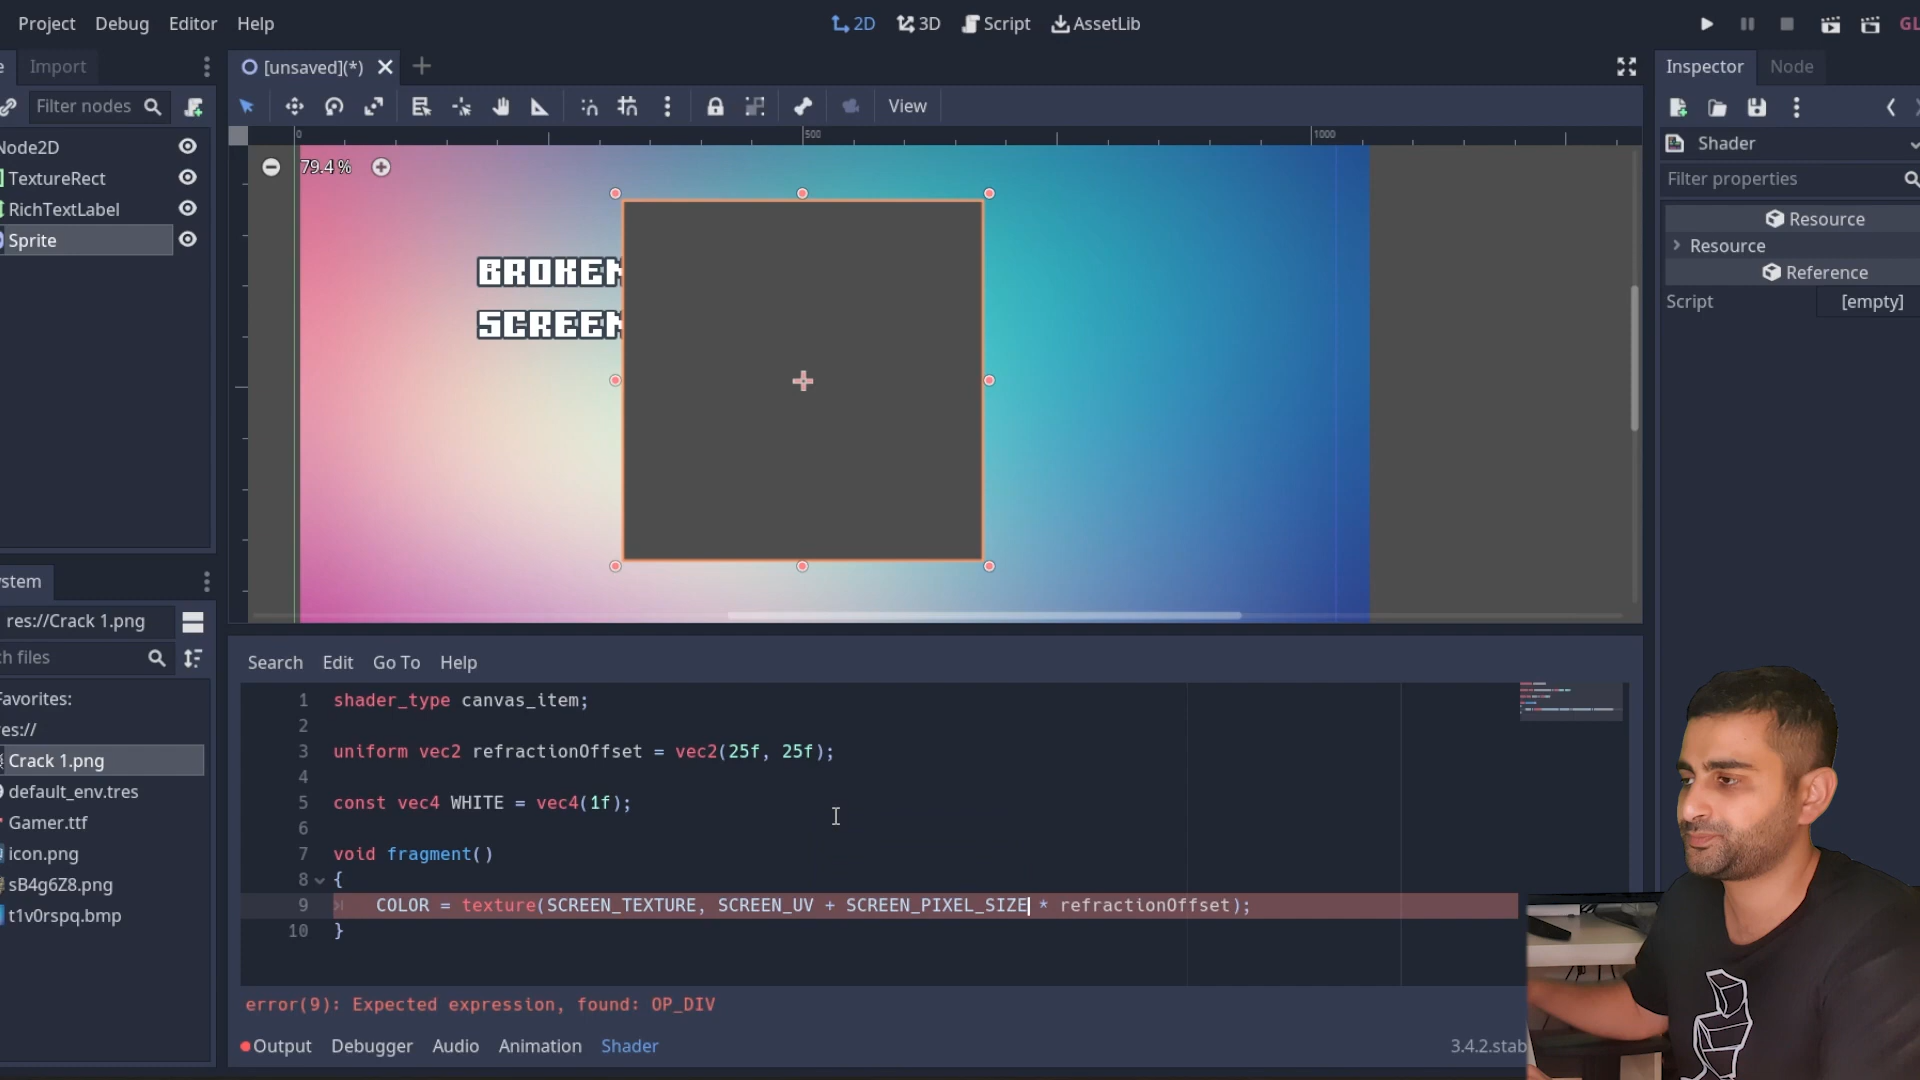 Project Debug Editor Help
2D 3D Script AssetLib
GL
Import
[unsaved](*)
Inspector Node
Filter nodes
View
Node2D
TextureRect
RichTextLabel
Sprite
0 500 1000
79.4 %
BROKEN
SCREEN
Shader
Filter properties
Resource
Resource
Reference
Script [empty]
ystem
res://Crack 1.png
ch files
Favorites:
res://
Crack 1.png
default_env.tres
Gamer.ttf
icon.png
sB4g6Z8.png
t1v0rspq.bmp
Search Edit Go To Help
1 shader_type canvas_item;
2
3 uniform vec2 refractionOffset = vec2(25f, 25f);
4
5 const vec4 WHITE = vec4(1f);
6
7 void fragment()
8 {
9 COLOR = texture(SCREEN_TEXTURE, SCREEN_UV + SCREEN_PIXEL_SIZE * refractionOffset);
10 }
error(9): Expected expression, found: OP_DIV
Output Debugger Audio Animation Shader
3.4.2.stab